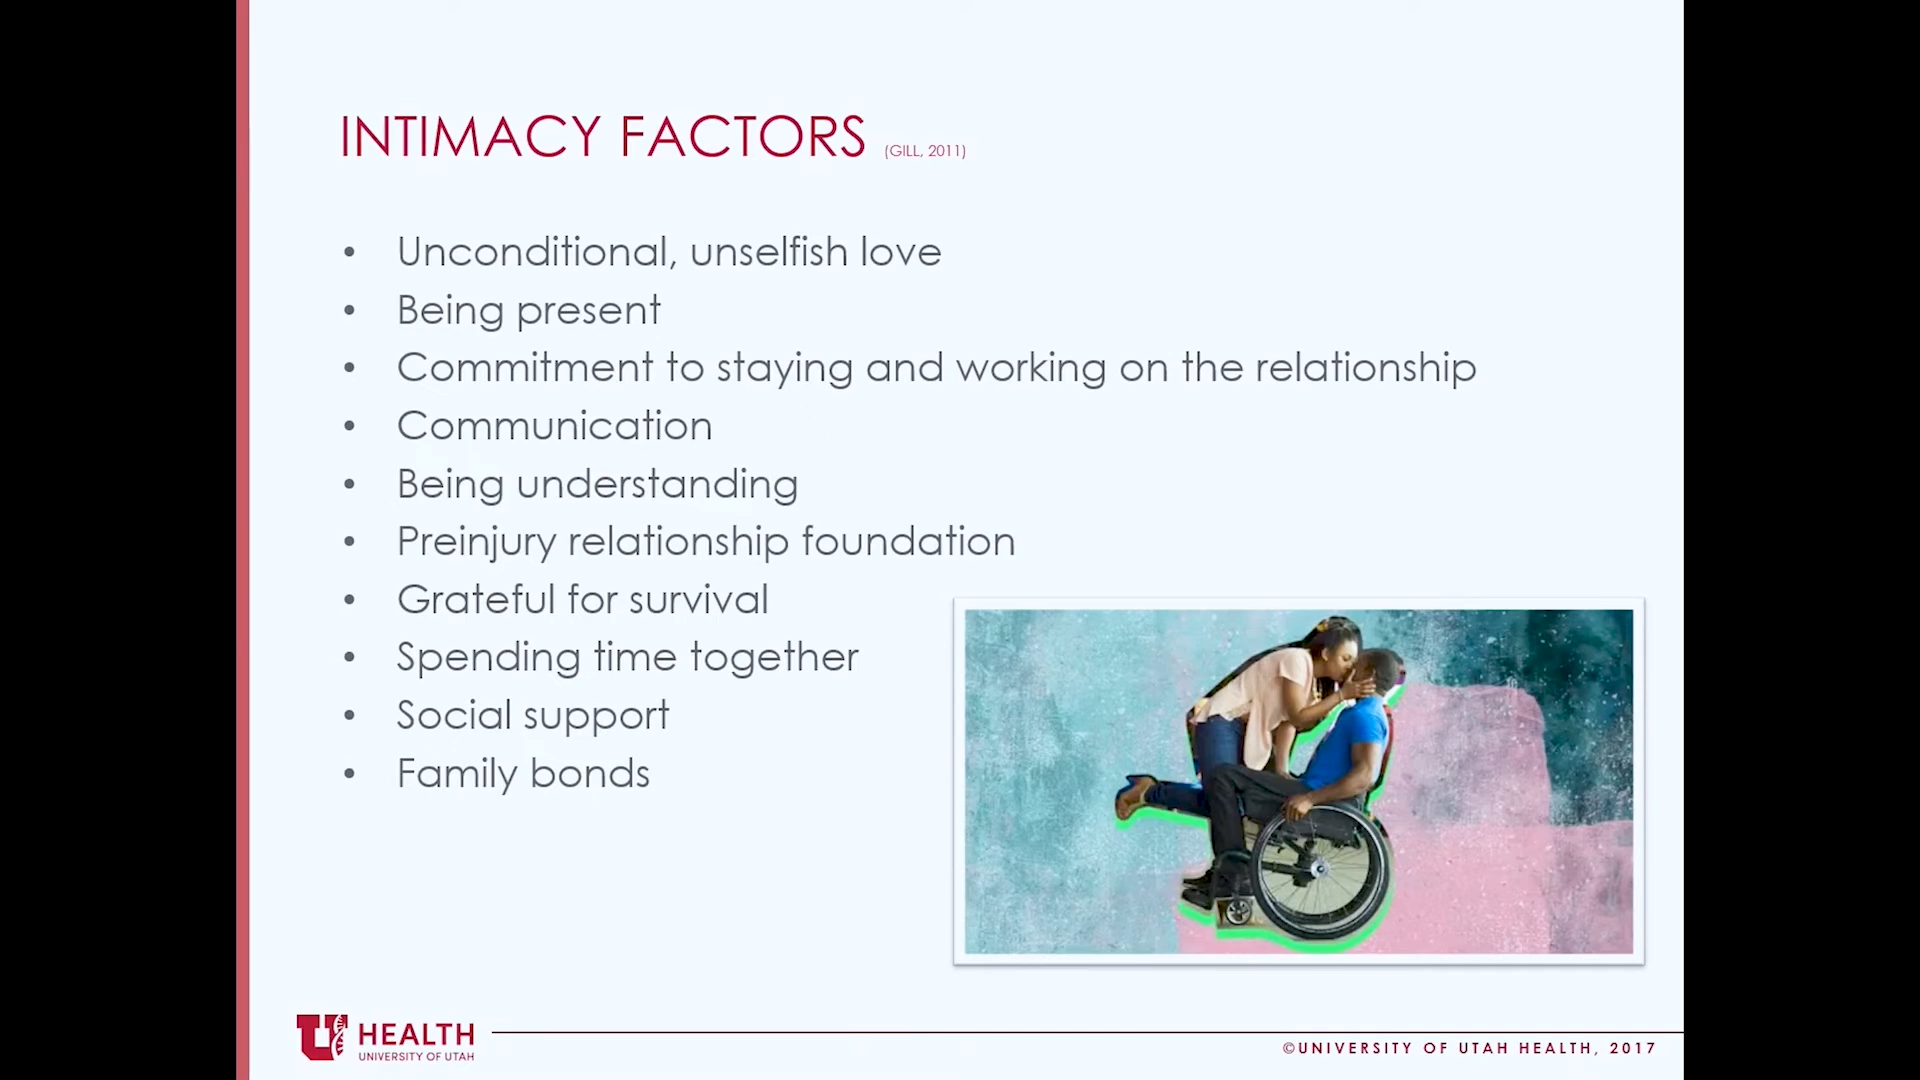 INTIMACY FACTORS (GILL, 2011)
• Unconditional, unselfish love
• Being present
• Commitment to staying and working on the relationship
• Communication
• Being understanding
• Preinjury relationship foundation
• Grateful for survival
• Spending time together
• Social support
• Family bonds
U HEALTH
UNIVERSITY OF UTAH
©UNIVERSITY OF UTAH HEALTH, 2017